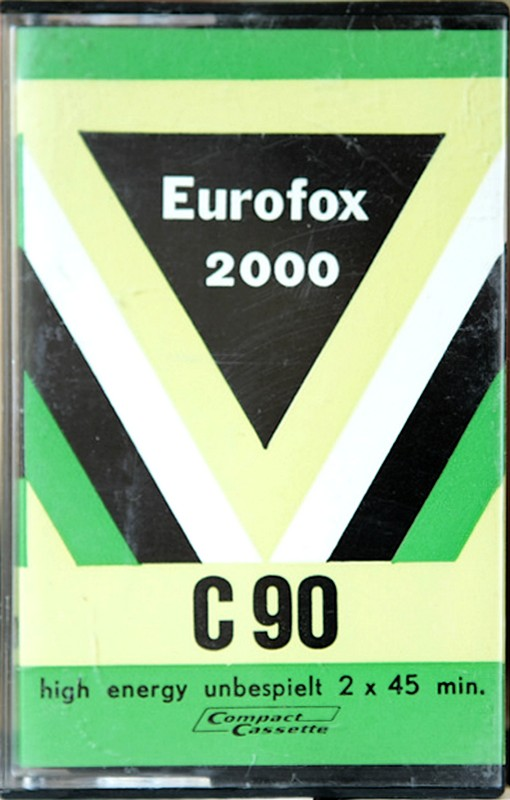 Eurofox
2000
C 90
high energy unbespielt 2 x 45 min.
Compact
Cassette